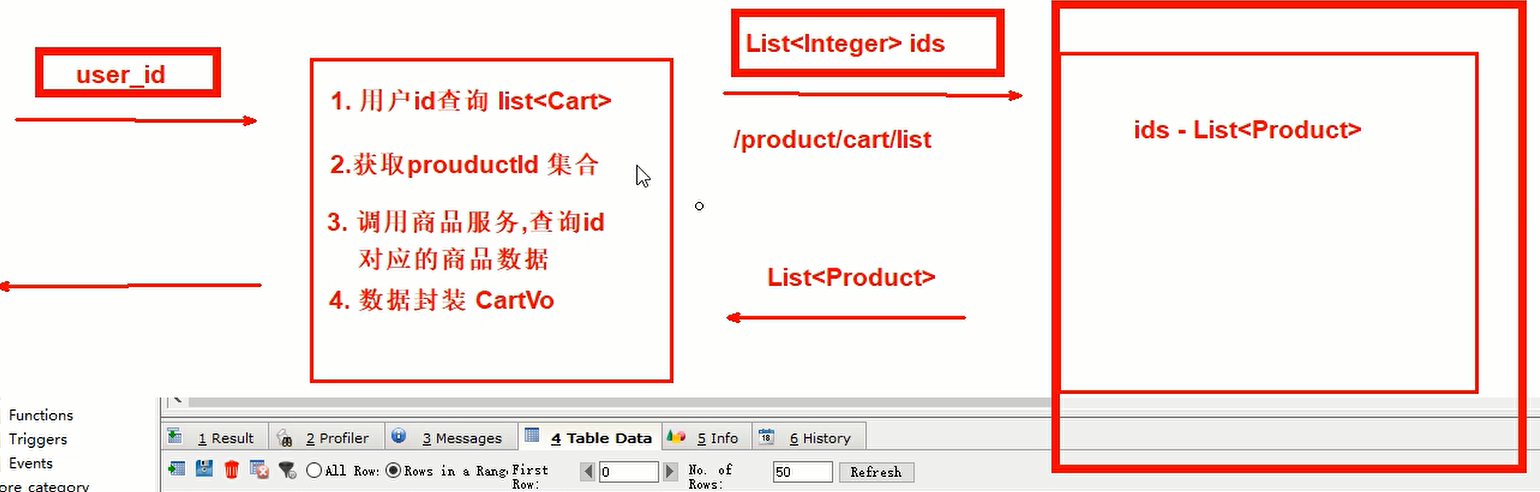 user_id
1. 用户id查询 list<Cart>
2.获取prouductId 集合
3. 调用商品服务,查询id
对应的商品数据
4. 数据封装 CartVo
List<Integer> ids
/product/cart/list
List<Product>
ids - List<Product>
Functions
Triggers
Events
ore category
1 Result
2 Profiler
3 Messages
4 Table Data
5 Info
6 History
All Row:
Rows in a Rang
First
Row:
0
No. of
Rows:
50
Refresh
18